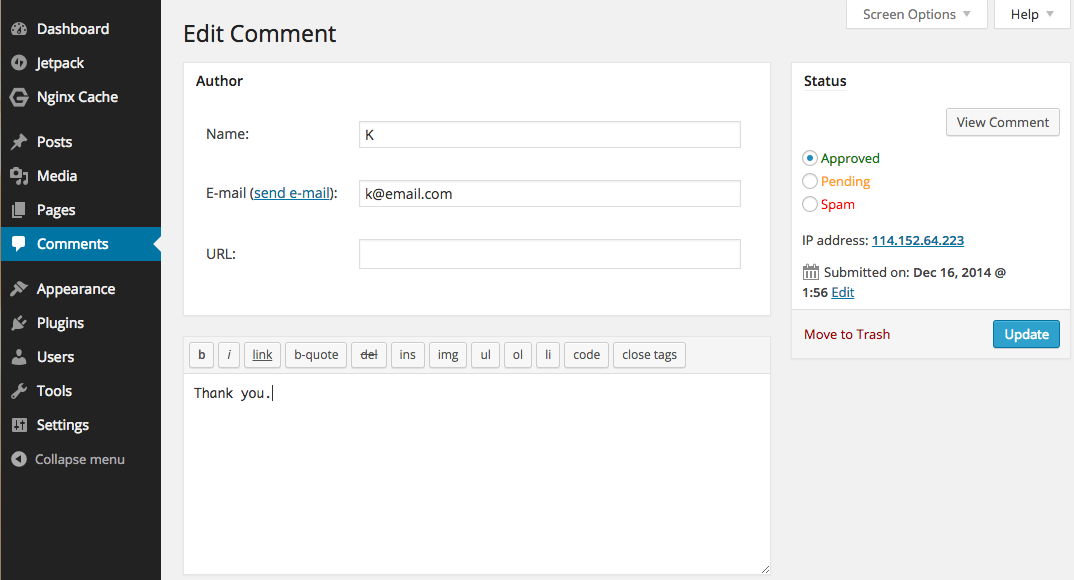 Dashboard
Jetpack
Nginx Cache
Posts
Media
Pages
Comments
Appearance
Plugins
Users
Tools
Settings
Collapse menu
Screen Options
Help
Edit Comment
Author
Name:
K
E-mail (send e-mail):
k@email.com
URL:
b
i
link
b-quote
del
ins
img
ul
ol
li
code
close tags
Thank you.
Status
View Comment
Approved
Pending
Spam
IP address: 114.152.64.223
Submitted on: Dec 16, 2014 @
1:56 Edit
Move to Trash
Update